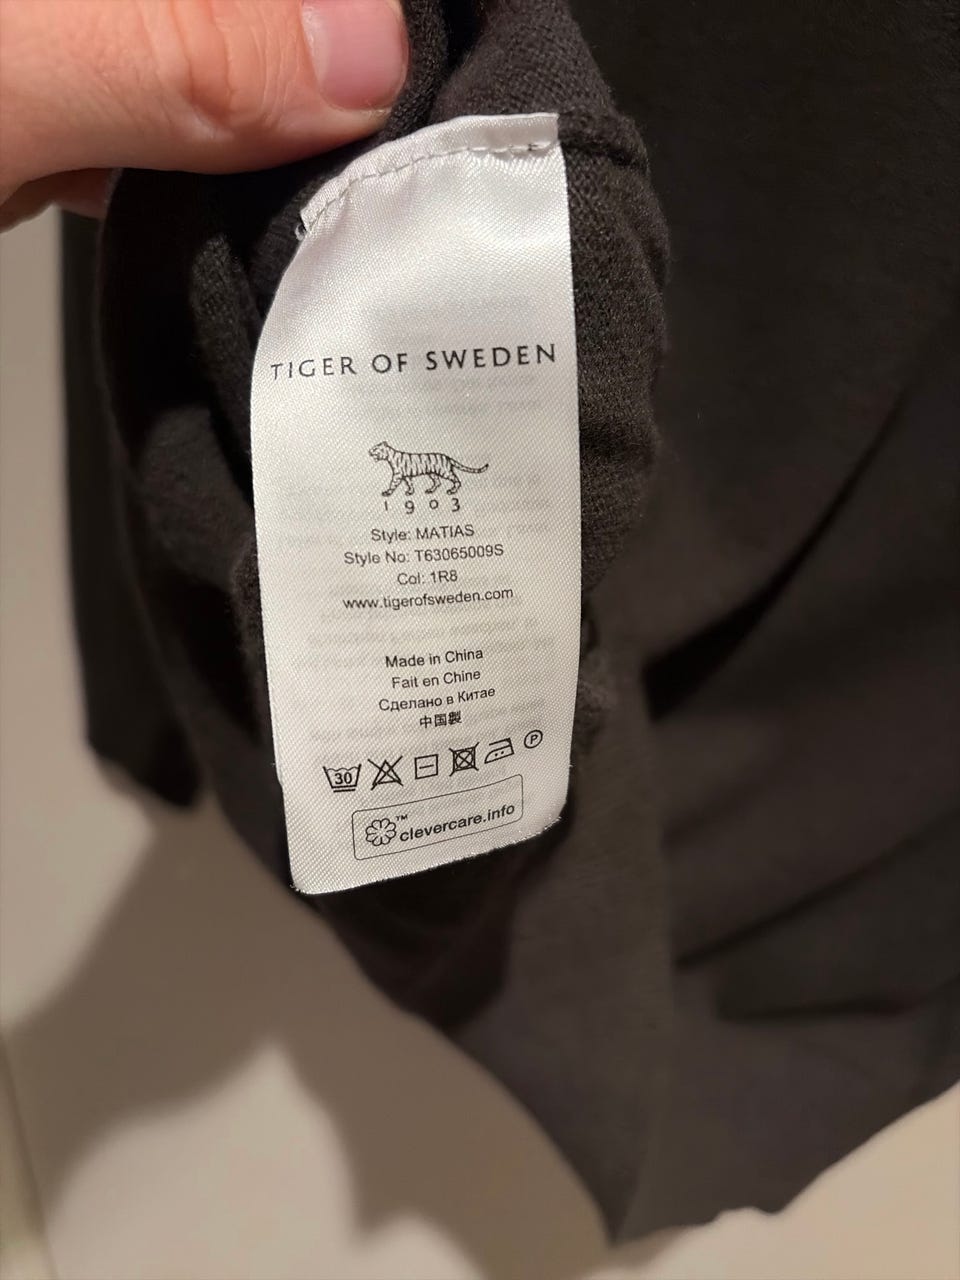 TIGER OF SWEDEN
1903
Style: MATIAS
Style No: T63065009S
Col: 1R8
www.tigerofsweden.com
Made in China
Fait en Chine
Сделано в Китае
中国製
30 P
™ clevercare.info